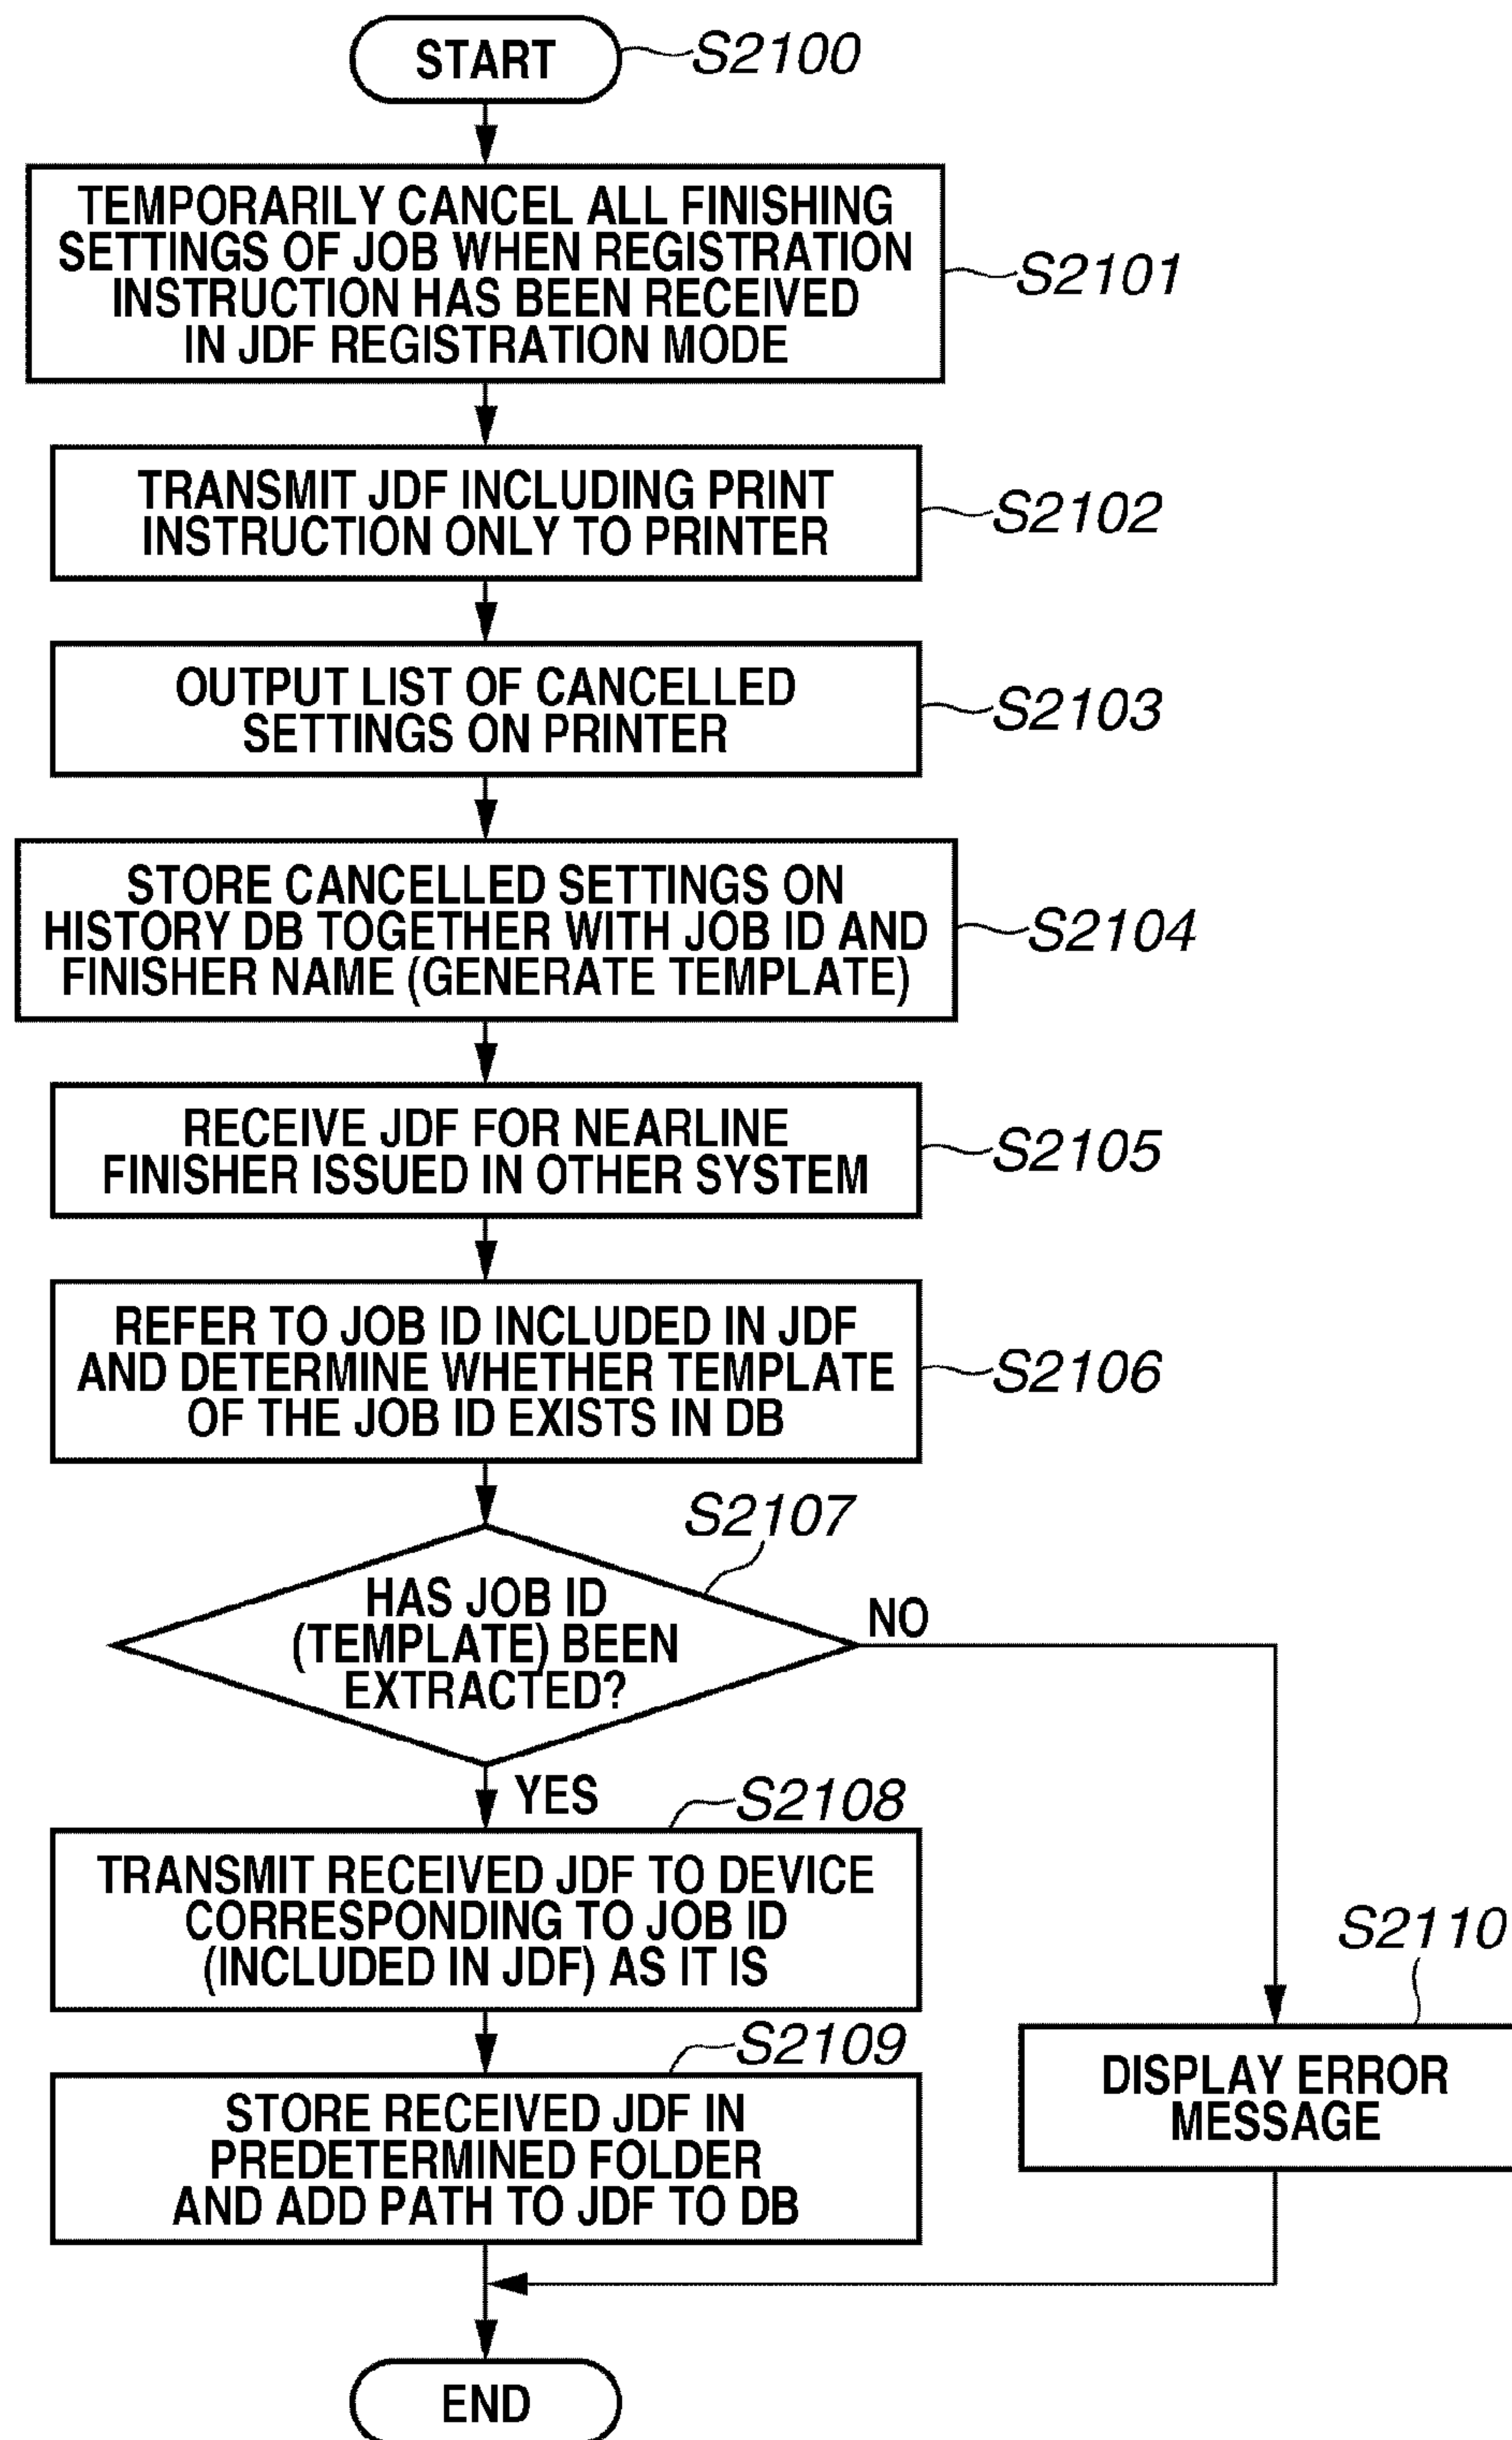 START
S2100
TEMPORARILY CANCEL ALL FINISHING
SETTINGS OF JOB WHEN REGISTRATION
INSTRUCTION HAS BEEN RECEIVED
IN JDF REGISTRATION MODE
S2101
TRANSMIT JDF INCLUDING PRINT
INSTRUCTION ONLY TO PRINTER
S2102
OUTPUT LIST OF CANCELLED
SETTINGS ON PRINTER
S2103
STORE CANCELLED SETTINGS ON
HISTORY DB TOGETHER WITH JOB ID AND
FINISHER NAME (GENERATE TEMPLATE)
S2104
RECEIVE JDF FOR NEARLINE
FINISHER ISSUED IN OTHER SYSTEM
S2105
REFER TO JOB ID INCLUDED IN JDF
AND DETERMINE WHETHER TEMPLATE
OF THE JOB ID EXISTS IN DB
S2106
S2107
HAS JOB ID
(TEMPLATE) BEEN
EXTRACTED?
NO
YES
S2108
TRANSMIT RECEIVED JDF TO DEVICE
CORRESPONDING TO JOB ID
(INCLUDED IN JDF) AS IT IS
S2110
DISPLAY ERROR
MESSAGE
S2109
STORE RECEIVED JDF IN
PREDETERMINED FOLDER
AND ADD PATH TO JDF TO DB
END